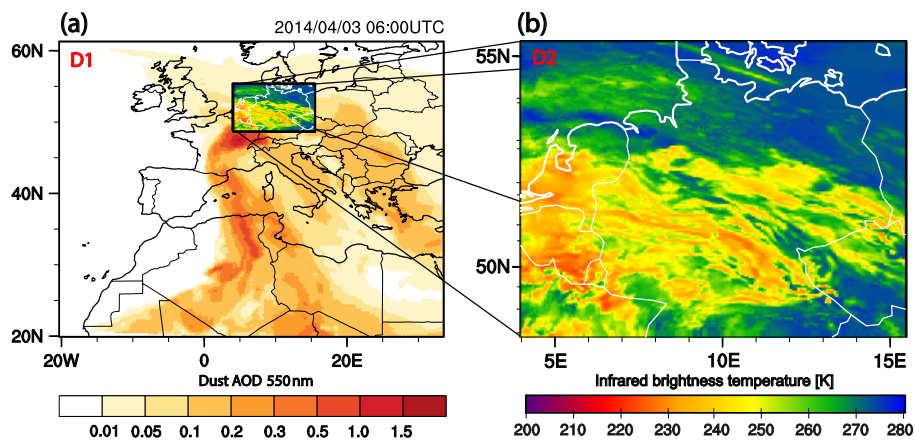 (a)
2014/04/03 06:00UTC
(b)
60N
D1
40N
20N
20W 0 20E
Dust AOD 550nm
0.01 0.05 0.1 0.2 0.3 0.5 1.0 1.5
55N
D2
50N
5E 10E 15E
Infrared brightness temperature [K]
200 210 220 230 240 250 260 270 280